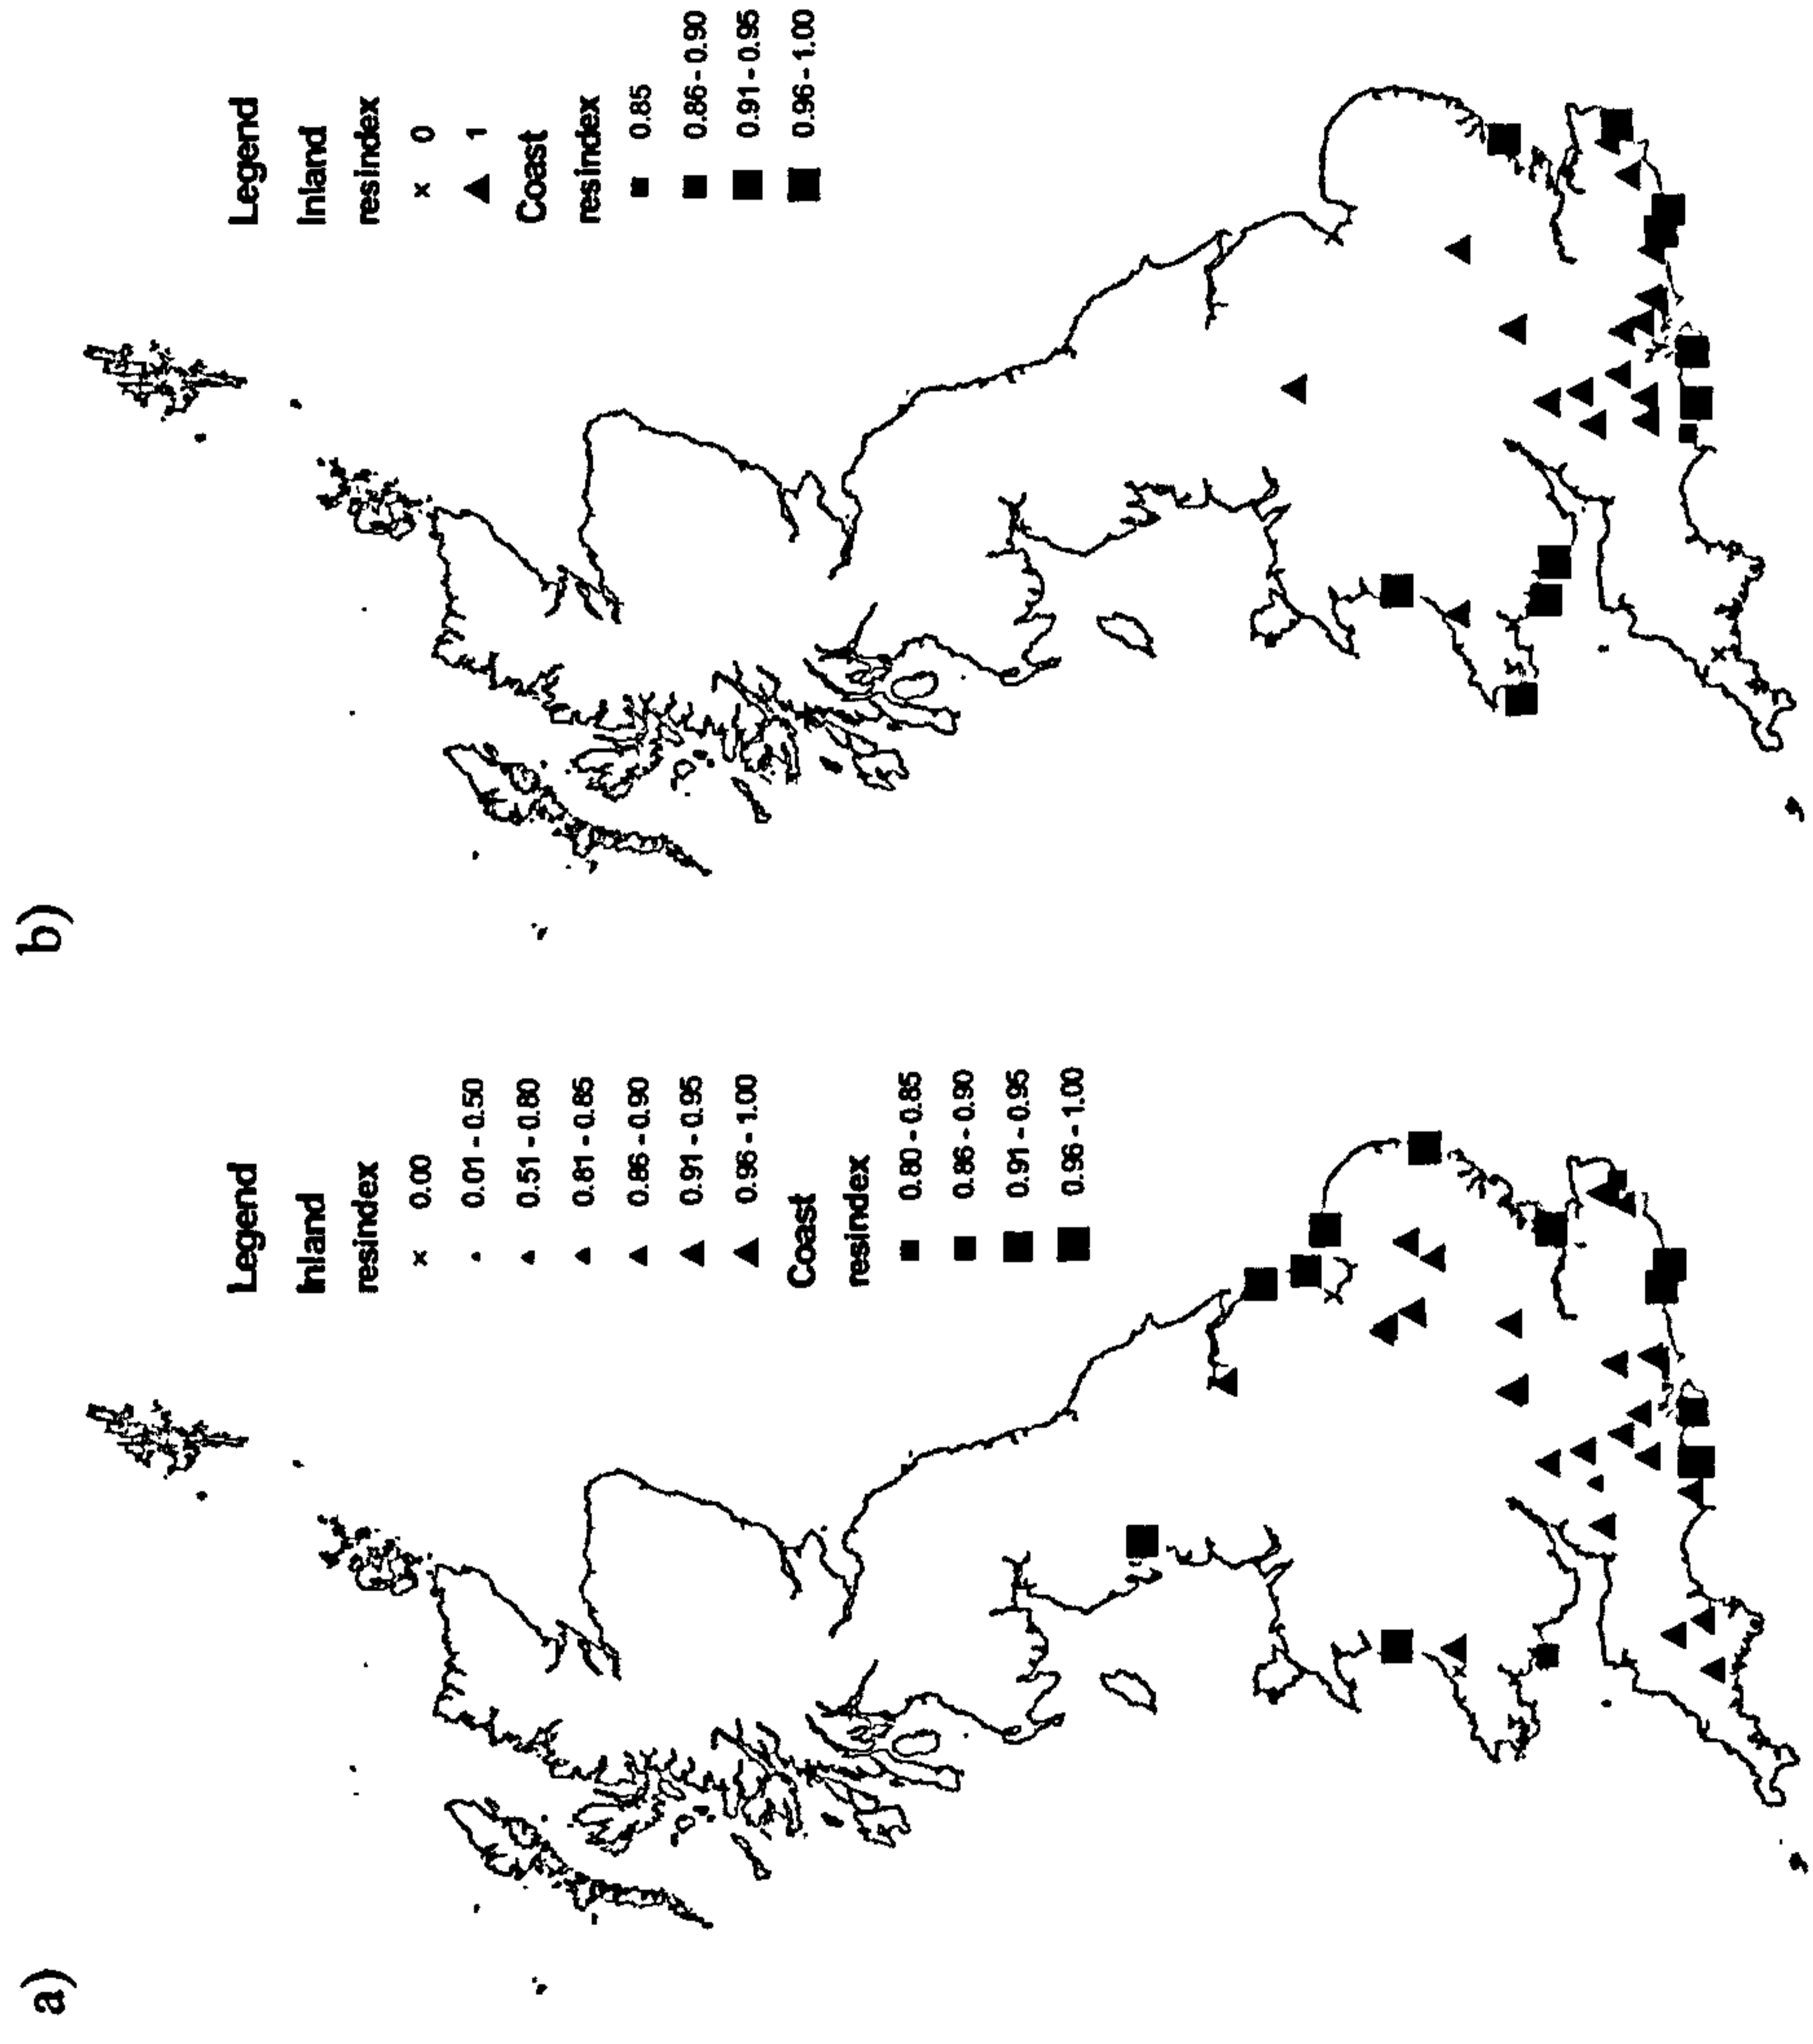 a)
Legend
Inland
resindex
0.00
0.01 - 0.50
0.51 - 0.80
0.81 - 0.85
0.86 - 0.90
0.91 - 0.95
0.96 - 1.00
Coast
resindex
0.80 - 0.85
0.86 - 0.90
0.91 - 0.95
0.96 - 1.00
b)
Legend
Inland
resindex
0
1
Coast
resindex
0.85
0.86 - 0.90
0.91 - 0.95
0.96 - 1.00